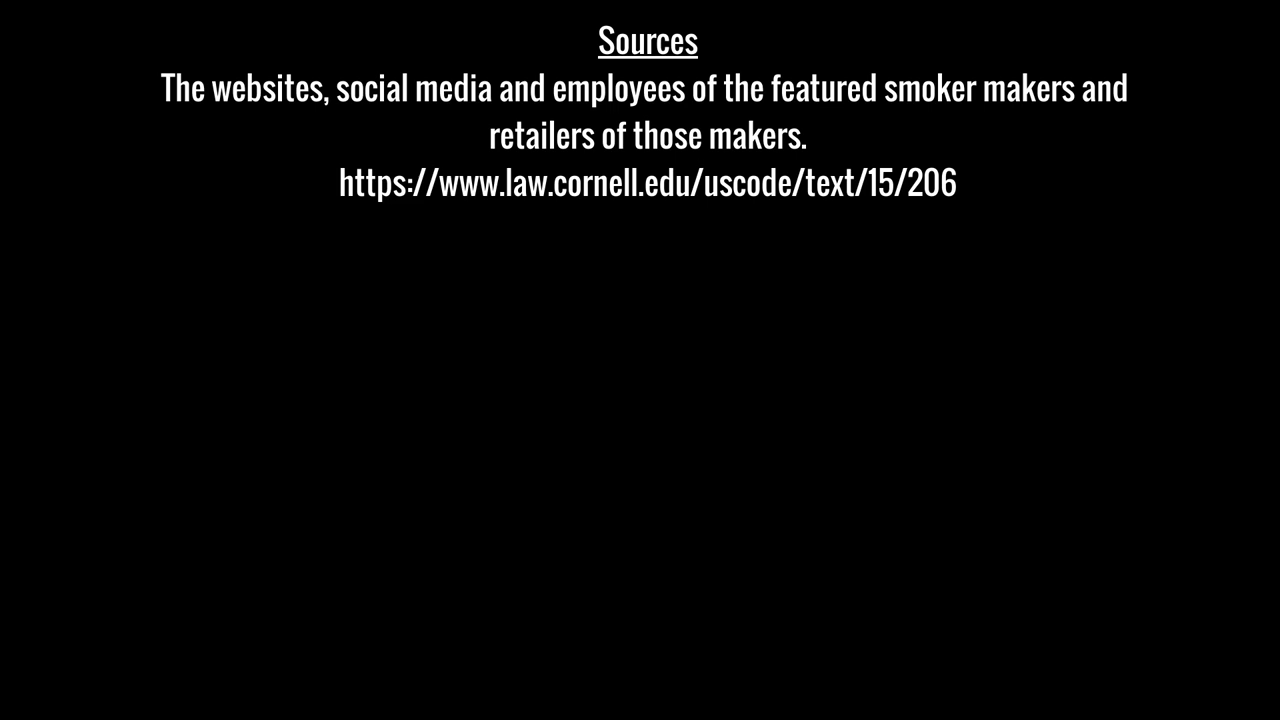 Sources
The websites, social media and employees of the featured smoker makers and
retailers of those makers.
https://www.law.cornell.edu/uscode/text/15/206